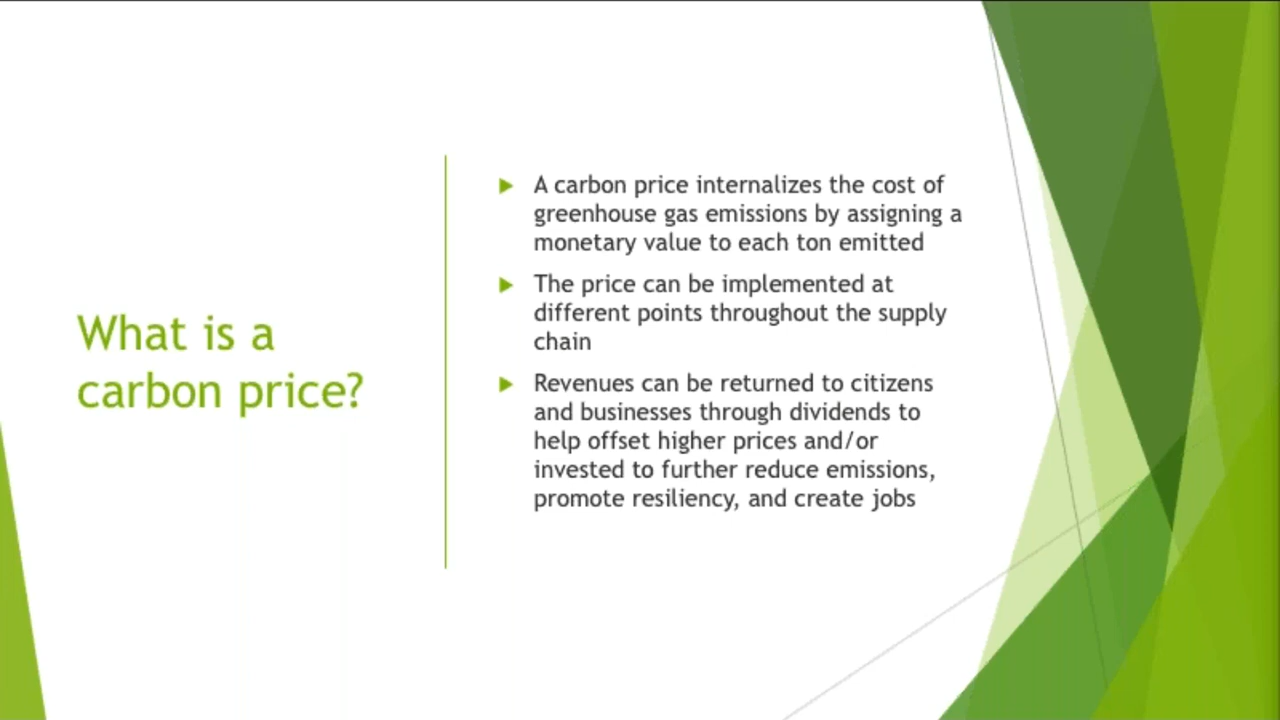 What is a
carbon price?
A carbon price internalizes the cost of
greenhouse gas emissions by assigning a
monetary value to each ton emitted
The price can be implemented at
different points throughout the supply
chain
Revenues can be returned to citizens
and businesses through dividends to
help offset higher prices and/or
invested to further reduce emissions,
promote resiliency, and create jobs